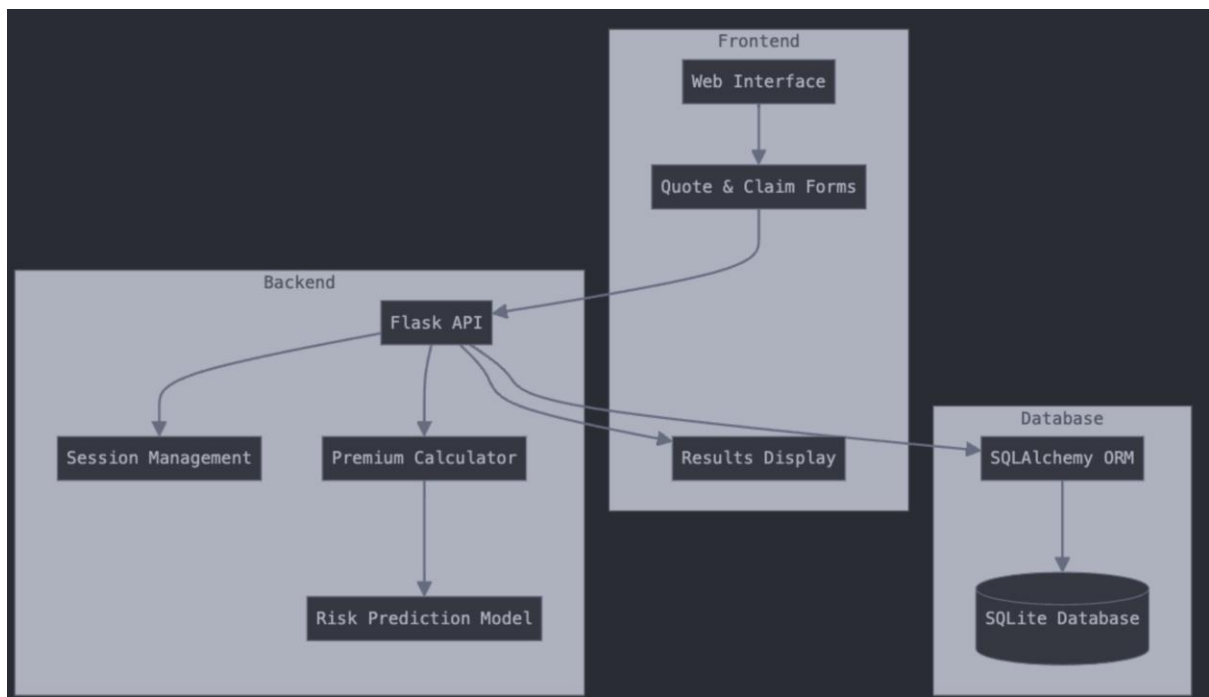 Frontend
Web Interface
Quote & Claim Forms
Backend
Flask API
Database
Session Management
Premium Calculator
Results Display
SQLAlchemy ORM
Risk Prediction Model
SQLite Database